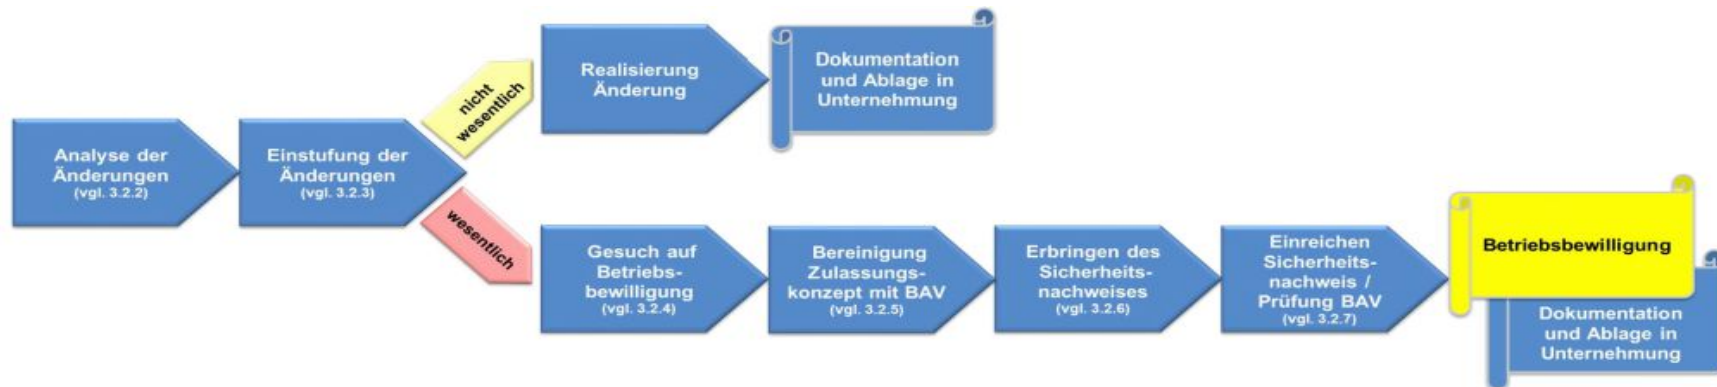 Analyse der
Änderungen
(vgl. 3.2.2)
Einstufung der
Änderungen
(vgl. 3.2.3)
nicht
wesentlich
Realisierung
Änderung
Dokumentation
und Ablage in
Unternehmung
wesentlich
Gesuch auf
Betriebs-
bewilligung
(vgl. 3.2.4)
Bereinigung
Zulassungs-
konzept mit BAV
(vgl. 3.2.5)
Erbringen des
Sicherheits-
nachweises
(vgl. 3.2.6)
Einreichen
Sicherheits-
nachweis /
Prüfung BAV
(vgl. 3.2.7)
Betriebsbewilligung
Dokumentation
und Ablage in
Unternehmung